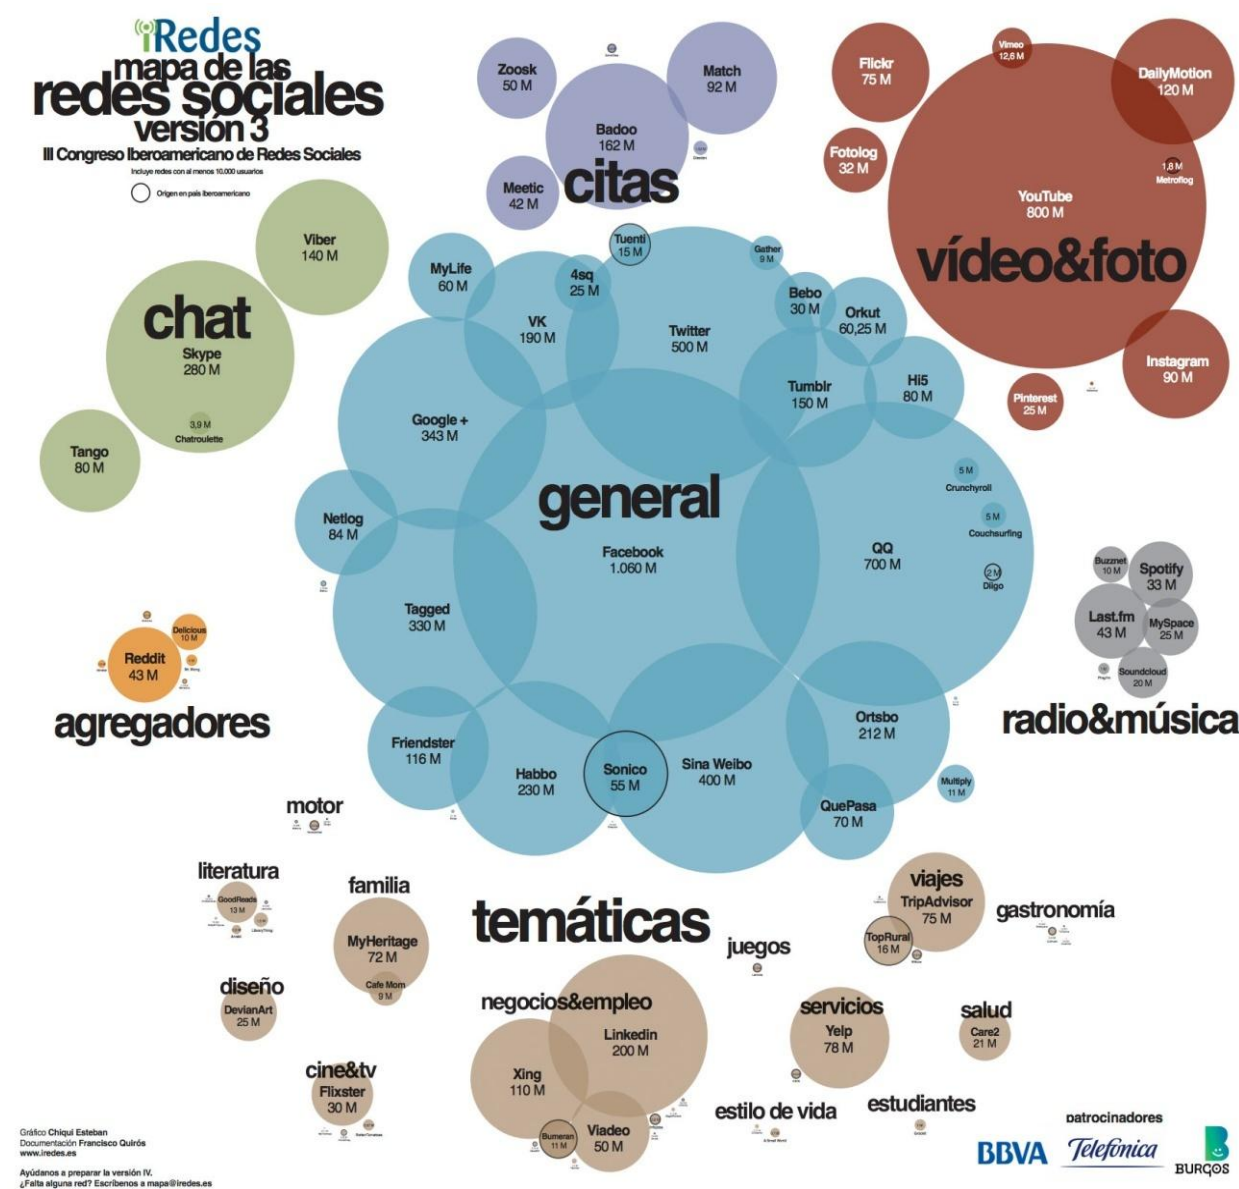 iRedes
mapa de las
redes sociales
versión 3
III Congreso Iberoamericano de Redes Sociales
Incluye redes con al menos 10.000 usuarios
Origen en país iberoamericano
Zoosk
50 M
Match
92 M
Badoo
162 M
Meetic
42 M
citas
Flickr
75 M
Vimeo
12,6 M
DailyMotion
120 M
Fotolog
32 M
1,8 M
Metroflog
YouTube
800 M
vídeo&foto
Instagram
90 M
Pinterest
25 M
Viber
140 M
chat
Skype
280 M
3,9 M
Chatroulette
Tango
80 M
Tuenti
15 M
Gather
9 M
MyLife
60 M
4sq
25 M
Bebo
30 M
Orkut
60,25 M
VK
190 M
Twitter
500 M
Tumblr
150 M
Hi5
80 M
Google +
343 M
general
5 M
Crunchyroll
5 M
Couchsurfing
Netlog
84 M
Facebook
1.060 M
QQ
700 M
2 M
Diigo
Tagged
330 M
Ortsbo
212 M
Friendster
116 M
Habbo
230 M
Sonico
55 M
Sina Weibo
400 M
Multiply
11 M
QuePasa
70 M
Delicious
10 M
Reddit
43 M
agregadores
Buzznet
10 M
Spotify
33 M
Last.fm
43 M
MySpace
25 M
Soundcloud
20 M
radio&música
motor
literatura
GoodReads
13 M
LibraryThing
familia
MyHeritage
72 M
Cafe Mom
9 M
temáticas
juegos
viajes
TripAdvisor
75 M
TopRural
16 M
gastronomía
diseño
DevianArt
25 M
negocios&empleo
Linkedin
200 M
Xing
110 M
Bumeran
11 M
Viadeo
50 M
servicios
Yelp
78 M
salud
Care2
21 M
cine&tv
Flixster
30 M
estilo de vida
estudiantes
Gráfico Chiqui Esteban
Documentación Francisco Quirós
www.iredes.es
Ayúdanos a preparar la versión IV.
¿Falta alguna red? Escríbenos a mapa@iredes.es
patrocinadores
BBVA
Telefónica
BURGOS